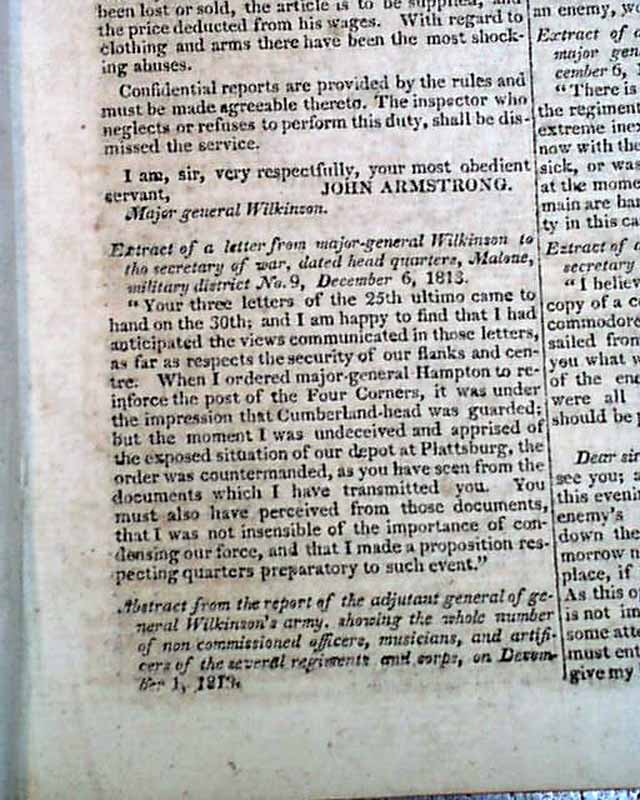 been lost or sold, the article is to be supplied, and
the price deducted from his wages. With regard to
clothing and arms there have been the most shock-
ing abuses.
Confidential reports are provided by the rules and
must be made agreeable thereto. The inspector who
neglects or refuses to perform this duty, shall be dis-
missed the service.
I am, sir, very respectfully, your most obedient
servant, JOHN ARMSTRONG.
Major general Wilkinson.
Extract of a letter from major-general Wilkinson to
the secretary of war, dated head quarters, Malone,
military district No. 9, December 6, 1813.
"Your three letters of the 25th ultimo came to
hand on the 30th; and I am happy to find that I had
anticipated the views communicated in those letters,
as far as respects the security of our flanks and cen-
tre. When I ordered major-general Hampton to re-
inforce the post of the Four Corners, it was under
the impression that Cumberland-head was guarded;
but the moment I was undeceived and apprised of
the exposed situation of our depot at Plattsburg, the
order was countermanded, as you have seen from the
documents which I have transmitted you. You
must also have perceived from those documents,
that I was not insensible of the importance of con-
densing our force, and that I made a proposition res-
pecting quarters preparatory to such event."
Abstract from the report of the adjutant general of ge-
neral Wilkinson's army, showing the whole number
of non commissioned officers, musicians, and artifi-
cers of the several regiments and corps, on Decem-
ber 1, 1813.
an enemy,
Extract of
major gen
cember 6,
"There is
the regiment
extreme
now with the
sick, or was
at the mome
main are
ty in this
Extract of
secretary
"I believ
copy of a
commodore
sailed from
you what
of the
were all
should be
Dear sir
see you;
this eveni
enemy's
down the
morrow
place, if
As this
is not
some
must
give my